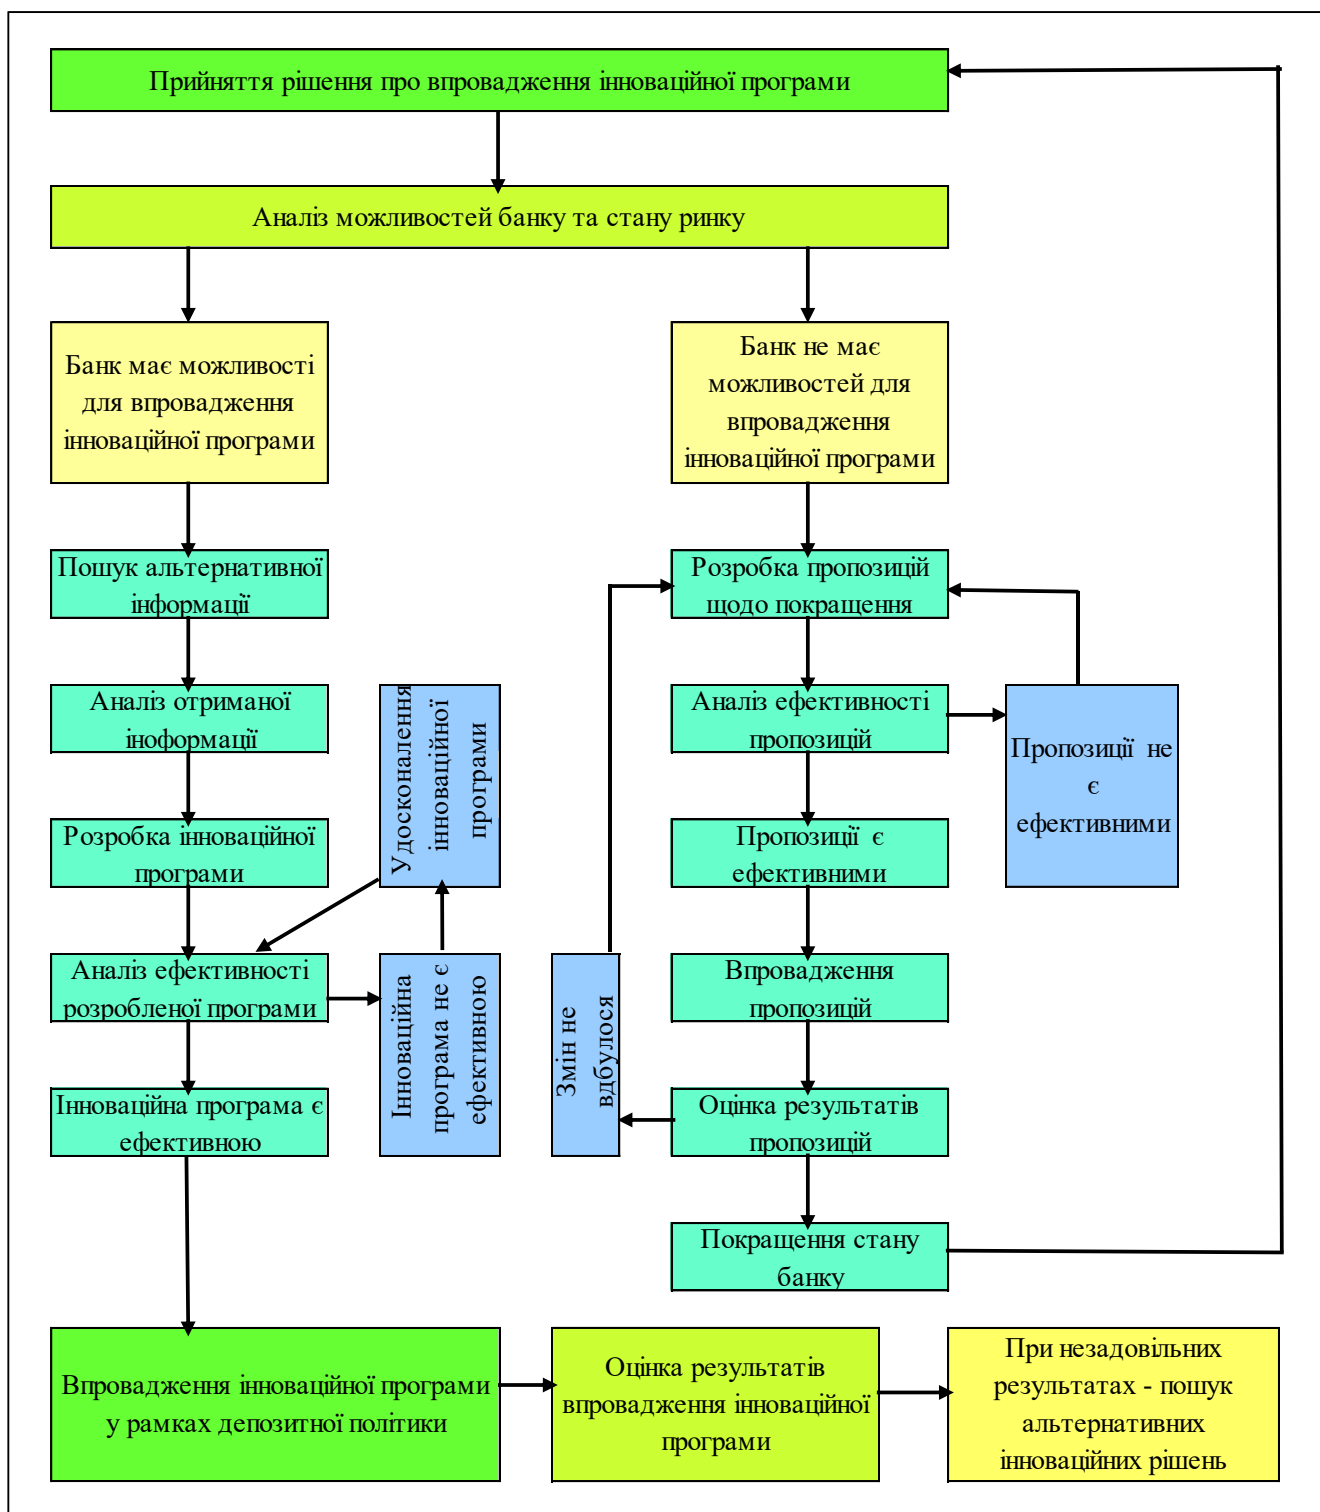 Прийняття рішення про впровадження інноваційної програми
Аналіз можливостей банку та стану ринку
Банк має можливості
для впровадження
інноваційної програми
Банк не має
можливостей для
впровадження
інноваційної програми
Пошук альтернативної
інформації
Розробка пропозицій
щодо покращення
Аналіз отриманої
іноформації
Удосконалення
інноваційної
програми
Аналіз ефективності
пропозицій
Пропозиції не
є
ефективними
Розробка інноваційної
програми
Пропозиції є
ефективними
Аналіз ефективності
розробленої програми
Інноваційна
програма не є
ефективною
Змін не
вдбулося
Впровадження
пропозицій
Інноваційна програма є
ефективною
Оцінка результатів
пропозицій
Покращення стану
банку
Впровадження інноваційної програми
у рамках депозитної політики
Оцінка результатів
впровадження інноваційної
програми
При незадовільних
результатах - пошук
альтернативних
інноваційних рішень